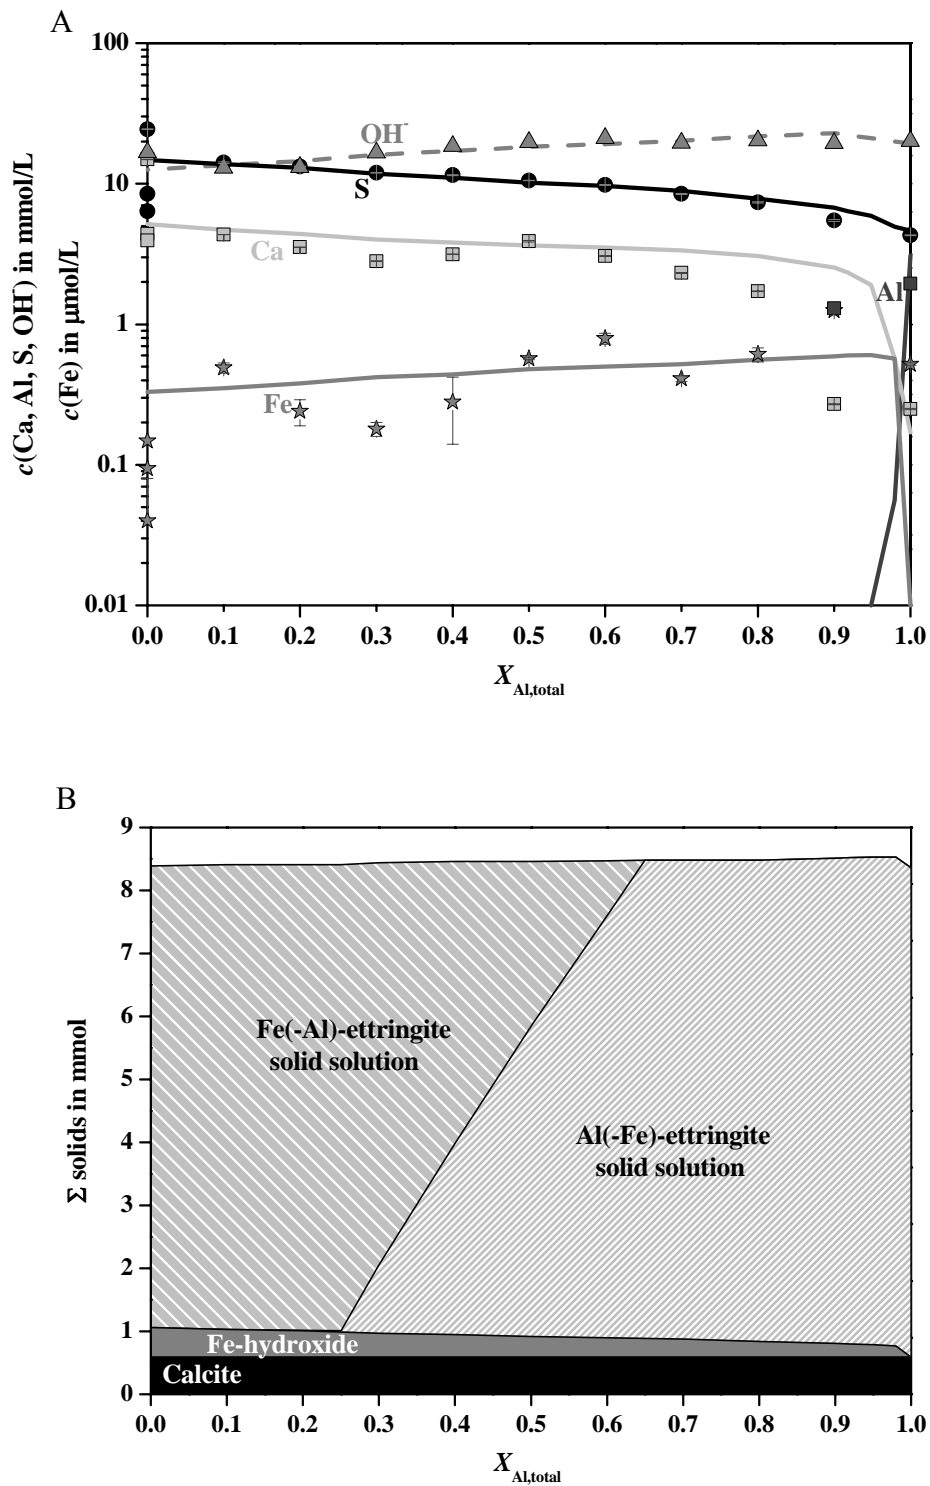 A
100
10
1
0.1
0.01
c(Ca, Al, S, OH⁻) in mmol/L
c(Fe) in μmol/L
OH⁻
S
Ca
Al
Fe
0.0 0.1 0.2 0.3 0.4 0.5 0.6 0.7 0.8 0.9 1.0
X Al,total
B
9
8
7
6
5
4
3
2
1
0
Σ solids in mmol
Fe(-Al)-ettringite
solid solution
Al(-Fe)-ettringite
solid solution
Fe-hydroxide
Calcite
0.0 0.1 0.2 0.3 0.4 0.5 0.6 0.7 0.8 0.9 1.0
X Al,total